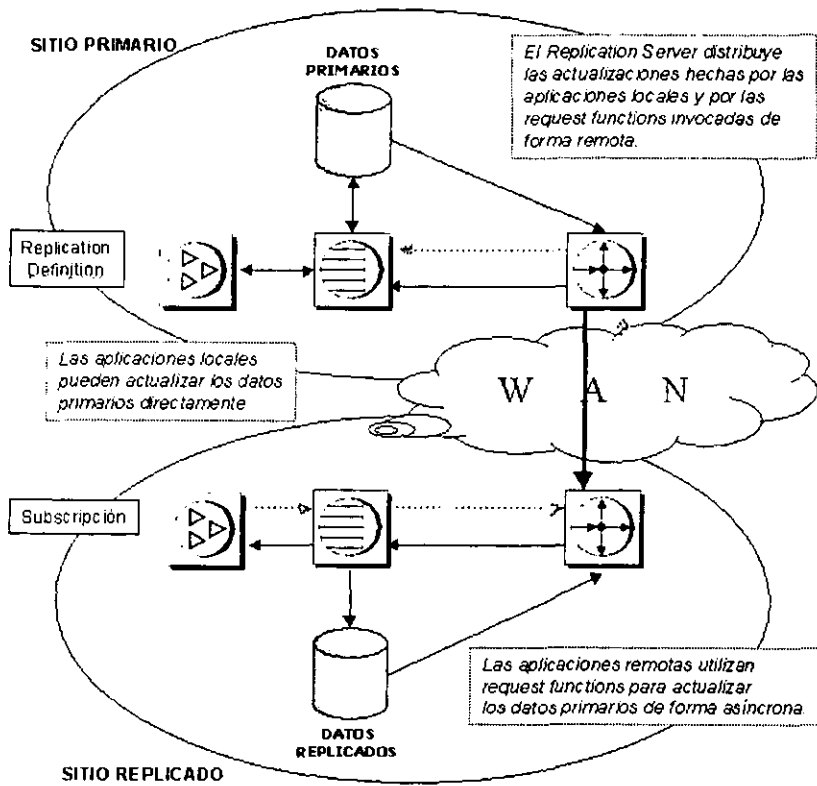 SITIO PRIMARIO
DATOS
PRIMARIOS
El Replication Server distribuye
las actualizaciones hechas por las
aplicaciones locales y por las
request functions invocadas de
forma remota.
Replication
Definition
Las aplicaciones locales
pueden actualizar los datos
primarios directamente
W A N
Subscripción
Las aplicaciones remotas utilizan
request functions para actualizar
los datos primarios de forma asíncrona.
DATOS
REPLICADOS
SITIO REPLICADO